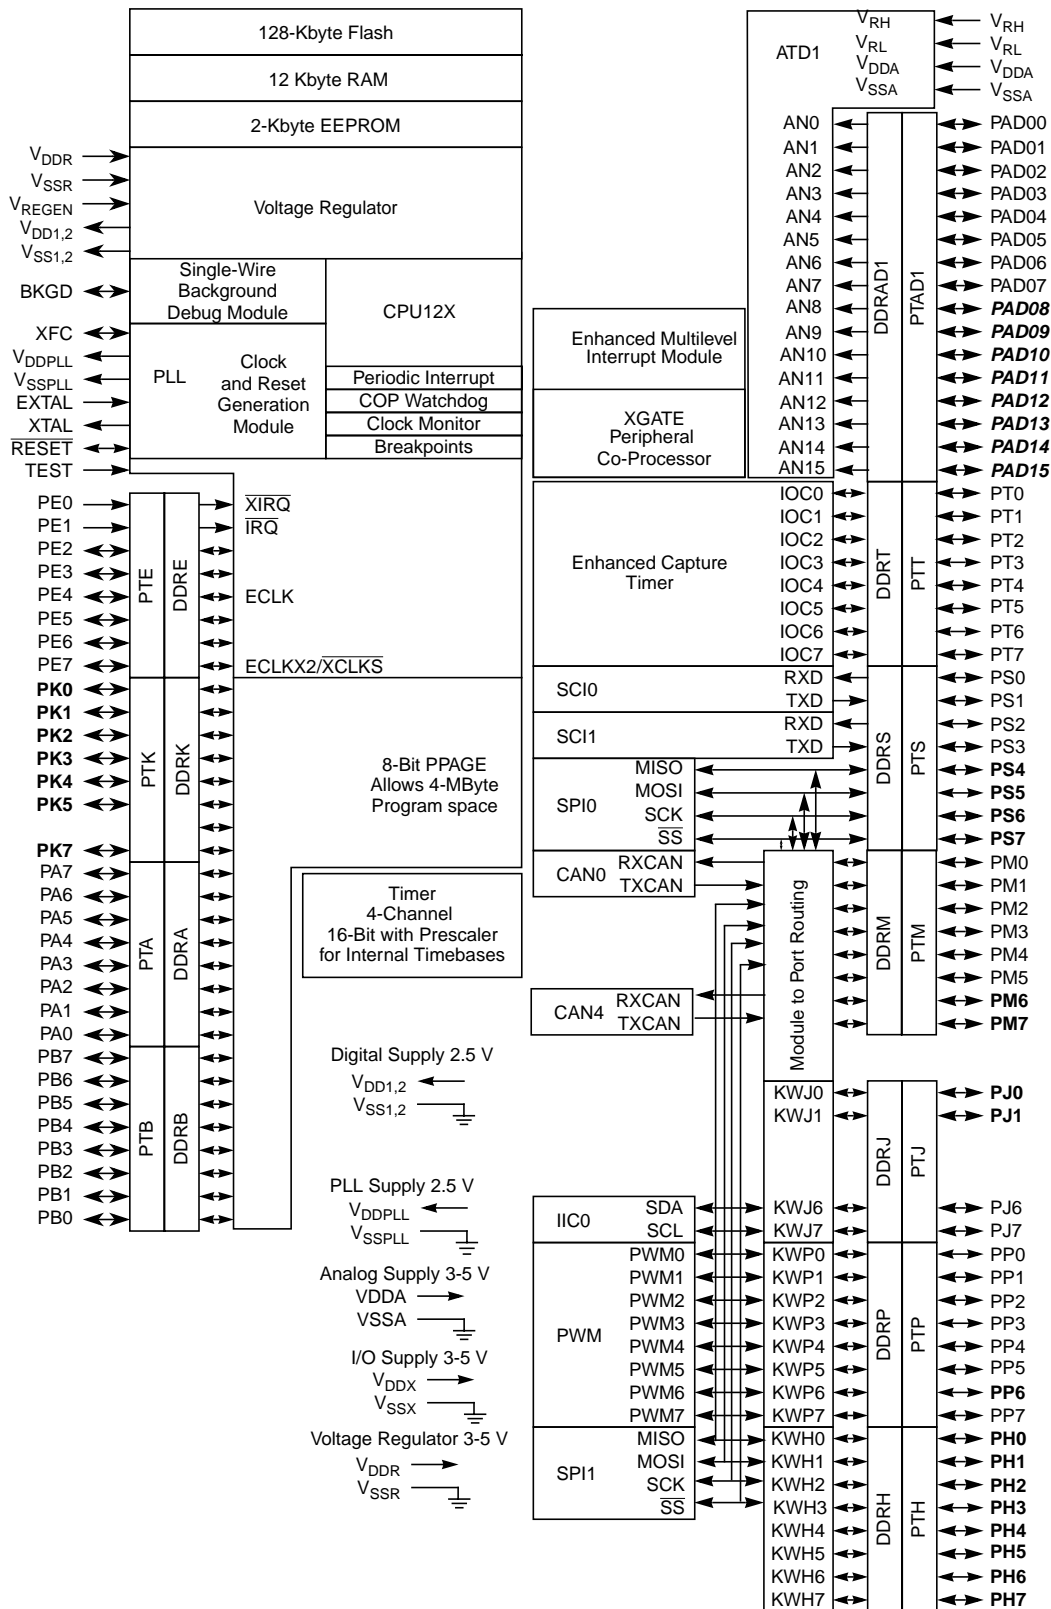 128-Kbyte Flash
12 Kbyte RAM
2-Kbyte EEPROM
VDDR
VSSR
VREGEN
VDD1,2
VSS1,2
Voltage Regulator
BKGD
Single-Wire
Background
Debug Module
CPU12X
XFC
VDDPLL
VSSPLL
EXTAL
XTAL
RESET
TEST
PLL
Clock
and Reset
Generation
Module
Periodic Interrupt
COP Watchdog
Clock Monitor
Breakpoints
PE0
PE1
PE2
PE3
PE4
PE5
PE6
PE7
PTE
DDRE
XIRQ
IRQ
ECLK
ECLKX2/XCLKS
PK0
PK1
PK2
PK3
PK4
PK5
PK7
PTK
DDRK
8-Bit PPAGE
Allows 4-MByte
Program space
PA7
PA6
PA5
PA4
PA3
PA2
PA1
PA0
PTA
DDRA
Timer
4-Channel
16-Bit with Prescaler
for Internal Timebases
PB7
PB6
PB5
PB4
PB3
PB2
PB1
PB0
PTB
DDRB
Digital Supply 2.5 V
VDD1,2
VSS1,2
PLL Supply 2.5 V
VDDPLL
VSSPLL
Analog Supply 3-5 V
VDDA
VSSA
I/O Supply 3-5 V
VDDX
VSSX
Voltage Regulator 3-5 V
VDDR
VSSR
ATD1
VRH
VRL
VDDA
VSSA
VRH
VRL
VDDA
VSSA
AN0
AN1
AN2
AN3
AN4
AN5
AN6
AN7
AN8
AN9
AN10
AN11
AN12
AN13
AN14
AN15
DDRAD1
PTAD1
PAD00
PAD01
PAD02
PAD03
PAD04
PAD05
PAD06
PAD07
PAD08
PAD09
PAD10
PAD11
PAD12
PAD13
PAD14
PAD15
Enhanced Multilevel
Interrupt Module
XGATE
Peripheral
Co-Processor
Enhanced Capture
Timer
IOC0
IOC1
IOC2
IOC3
IOC4
IOC5
IOC6
IOC7
DDRT
PTT
PT0
PT1
PT2
PT3
PT4
PT5
PT6
PT7
SCI0
RXD
TXD
SCI1
RXD
TXD
SPI0
MISO
MOSI
SCK
SS
DDRS
PTS
PS0
PS1
PS2
PS3
PS4
PS5
PS6
PS7
CAN0
RXCAN
TXCAN
CAN4
RXCAN
TXCAN
Module to Port Routing
DDRM
PTM
PM0
PM1
PM2
PM3
PM4
PM5
PM6
PM7
KWJ0
KWJ1
KWJ6
KWJ7
DDRJ
PTJ
PJ0
PJ1
PJ6
PJ7
IIC0
SDA
SCL
PWM
PWM0
PWM1
PWM2
PWM3
PWM4
PWM5
PWM6
PWM7
KWP0
KWP1
KWP2
KWP3
KWP4
KWP5
KWP6
KWP7
DDRP
PTP
PP0
PP1
PP2
PP3
PP4
PP5
PP6
PP7
SPI1
MISO
MOSI
SCK
SS
KWH0
KWH1
KWH2
KWH3
KWH4
KWH5
KWH6
KWH7
DDRH
PTH
PH0
PH1
PH2
PH3
PH4
PH5
PH6
PH7